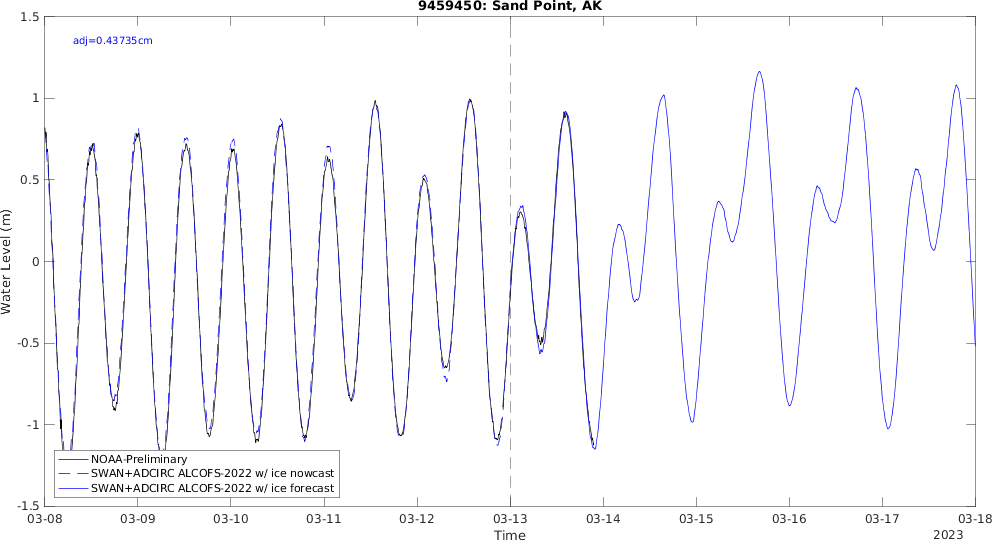 9459450: Sand Point, AK
adj=0.43735cm
1.5
1
0.5
0
-0.5
-1
-1.5
Water Level (m)
NOAA-Preliminary
SWAN+ADCIRC ALCOFS-2022 w/ ice nowcast
SWAN+ADCIRC ALCOFS-2022 w/ ice forecast
03-08 03-09 03-10 03-11 03-12 03-13 03-14 03-15 03-16 03-17 03-18
Time
2023